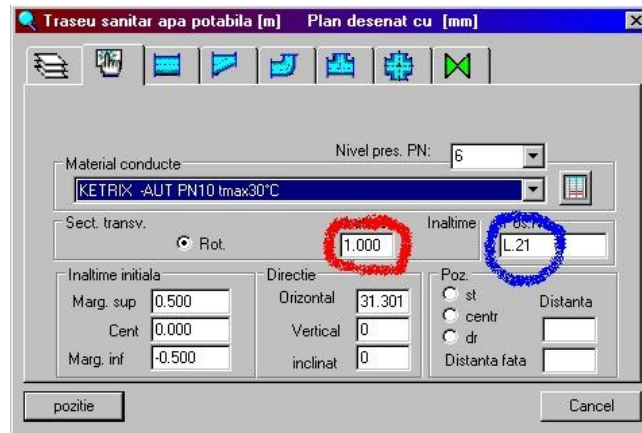 Traseu sanitar apa potabila [m] Plan desenat cu [mm]
Nivel pres. PN: 6
Material conducte
KETRIX -AUT PN10 tmax30°C
Sect. transv. Inaltime
Rot. 1.000 L.21
Inaltime initiala Directie Poz.
Marg. sup 0.500 Orizontal 31.301 st Distanta
Cent 0.000 Vertical 0 centr
dr
Marg. inf -0.500 inclinat 0 Distanta fata
pozitie Cancel